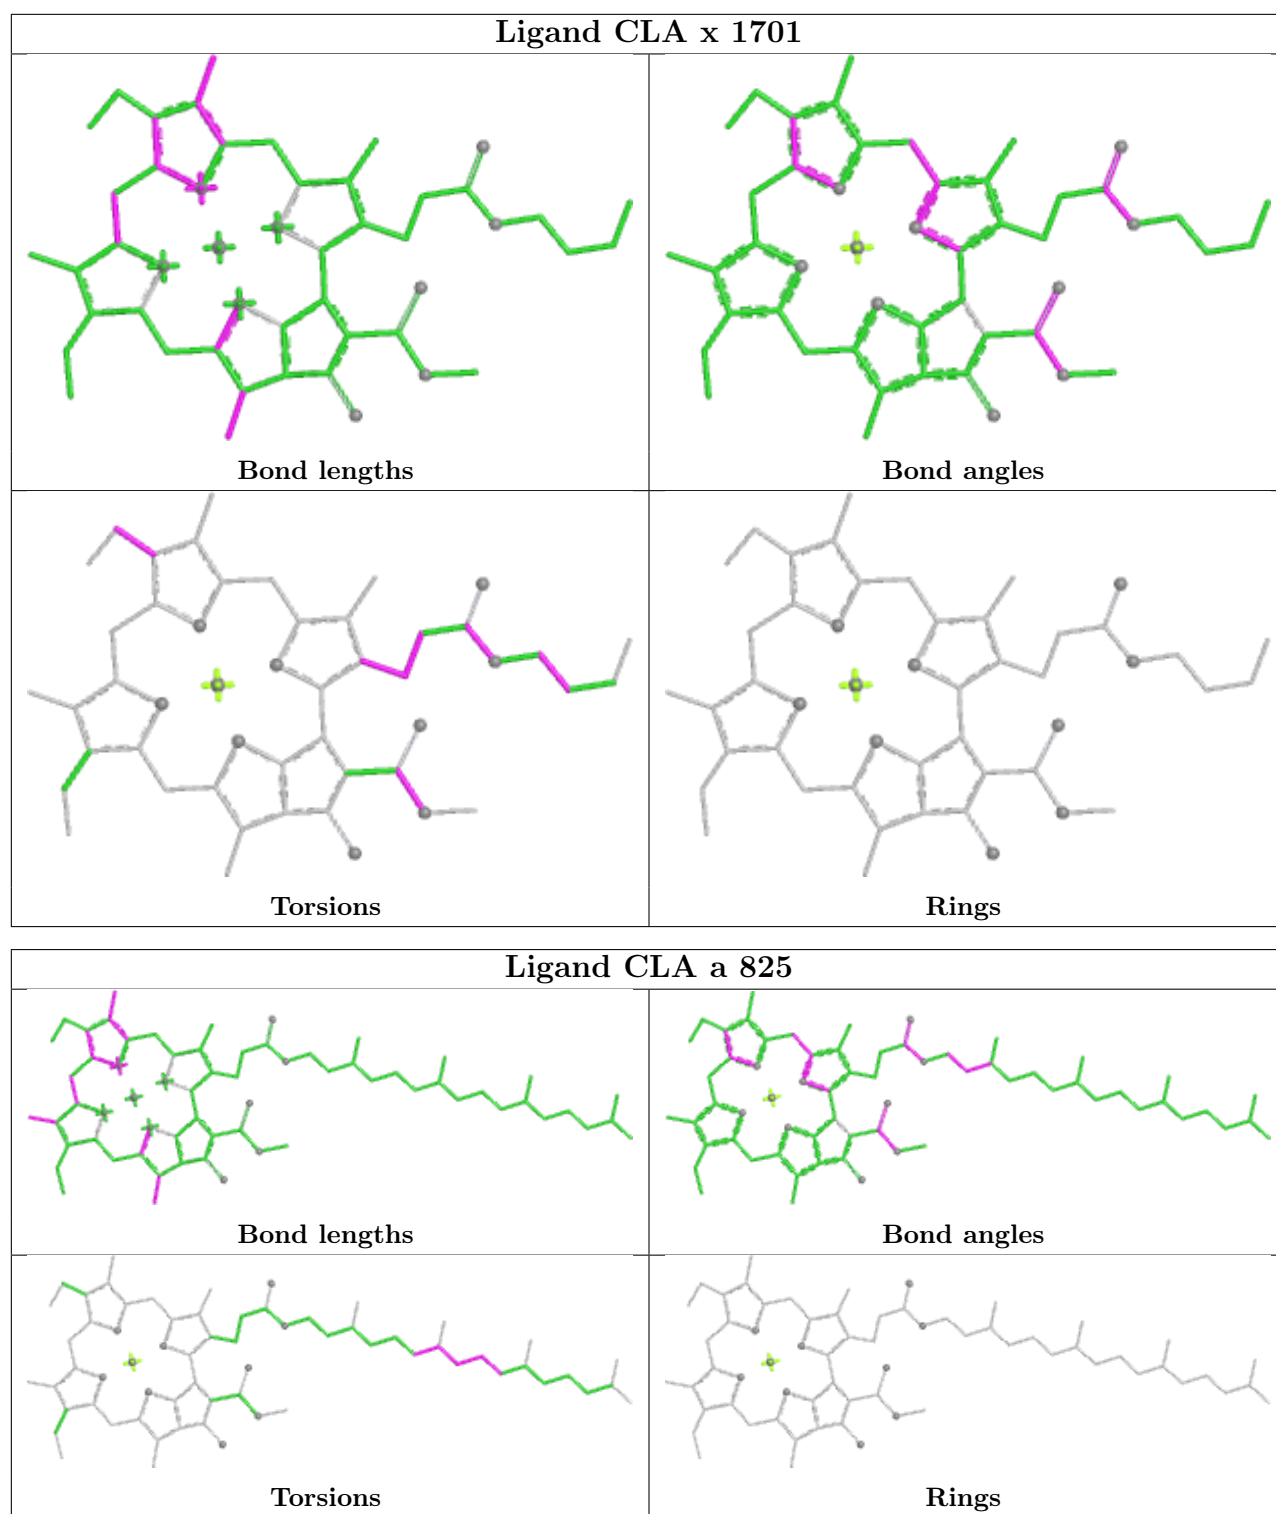 Ligand CLA x 1701
Bond lengths
Bond angles
Torsions
Rings
Ligand CLA a 825
Bond lengths
Bond angles
Torsions
Rings